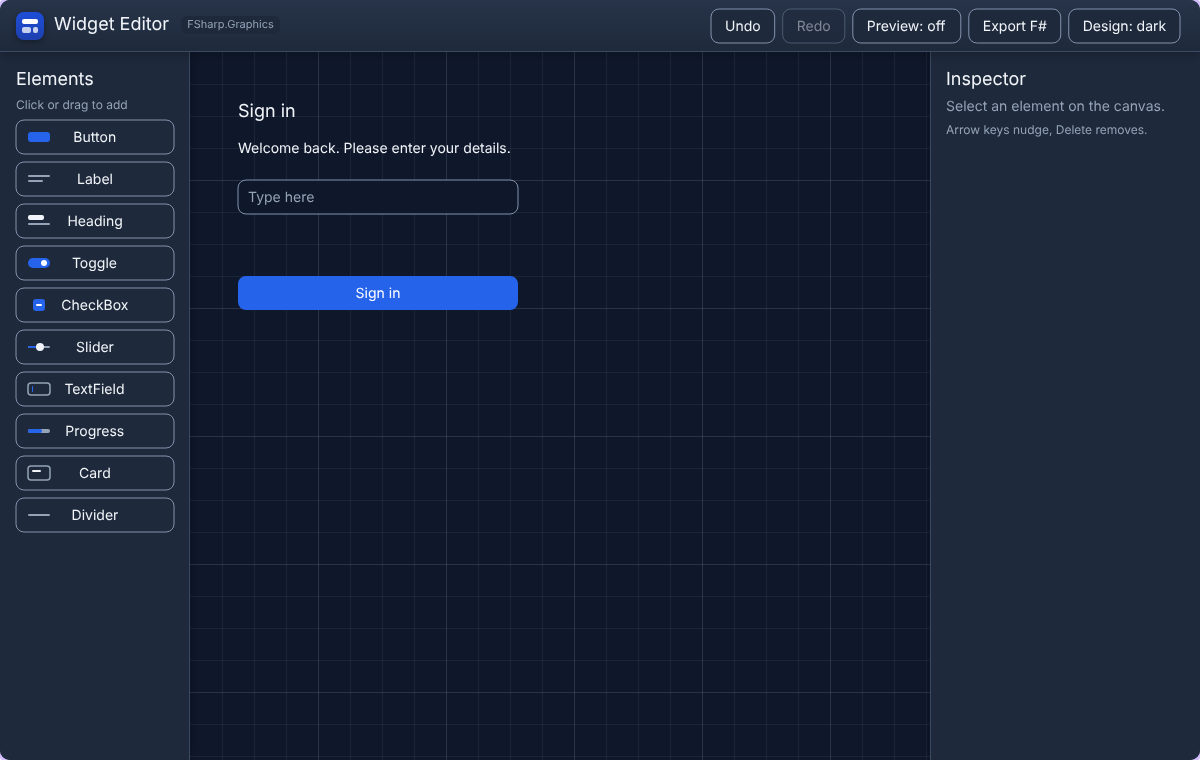 Widget Editor FSharp.Graphics Undo Redo Preview: off Export F# Design: dark
Elements
Click or drag to add
Button
Label
Heading
Toggle
CheckBox
Slider
TextField
Progress
Card
Divider
Sign in
Welcome back. Please enter your details.
Type here
Sign in
Inspector
Select an element on the canvas.
Arrow keys nudge, Delete removes.